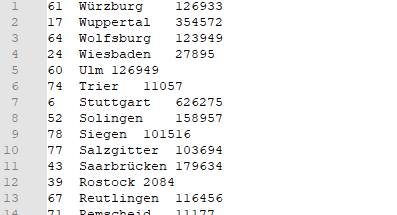 1 61 Würzburg 126933
2 17 Wuppertal 354572
3 64 Wolfsburg 123949
4 24 Wiesbaden 27895
5 60 Ulm 126949
6 74 Trier 11057
7 6 Stuttgart 626275
8 52 Solingen 158957
9 78 Siegen 101516
10 77 Salzgitter 103694
11 43 Saarbrücken 179634
12 39 Rostock 2084
13 67 Reutlingen 116456
14 71 Remscheid 11177